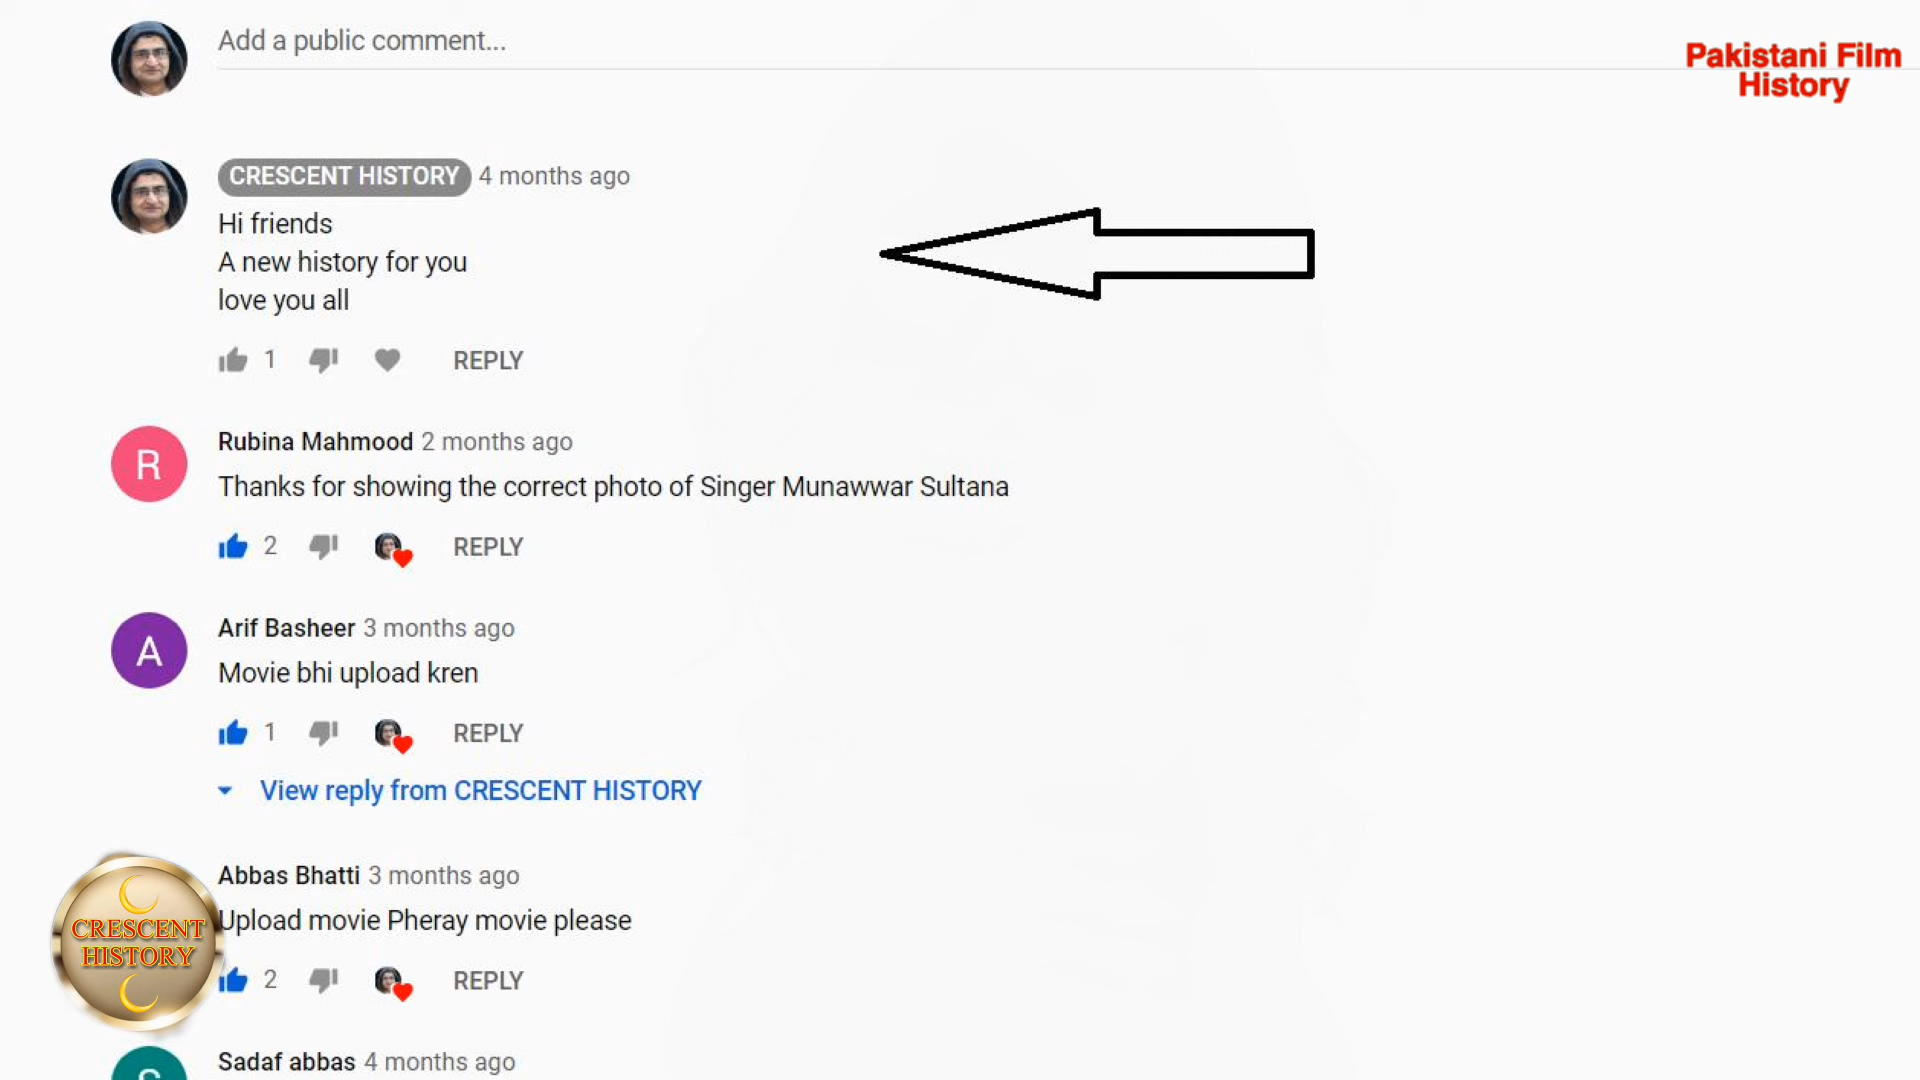 Add a public comment...
Pakistani Film
History
CRESCENT HISTORY 4 months ago
Hi friends
A new history for you
love you all
1 REPLY
R
Rubina Mahmood 2 months ago
Thanks for showing the correct photo of Singer Munawwar Sultana
2 REPLY
A
Arif Basheer 3 months ago
Movie bhi upload kren
1 REPLY
View reply from CRESCENT HISTORY
Abbas Bhatti 3 months ago
Upload movie Pheray movie please
CRESCENT
HISTORY
2 REPLY
Sadaf abbas 4 months ago